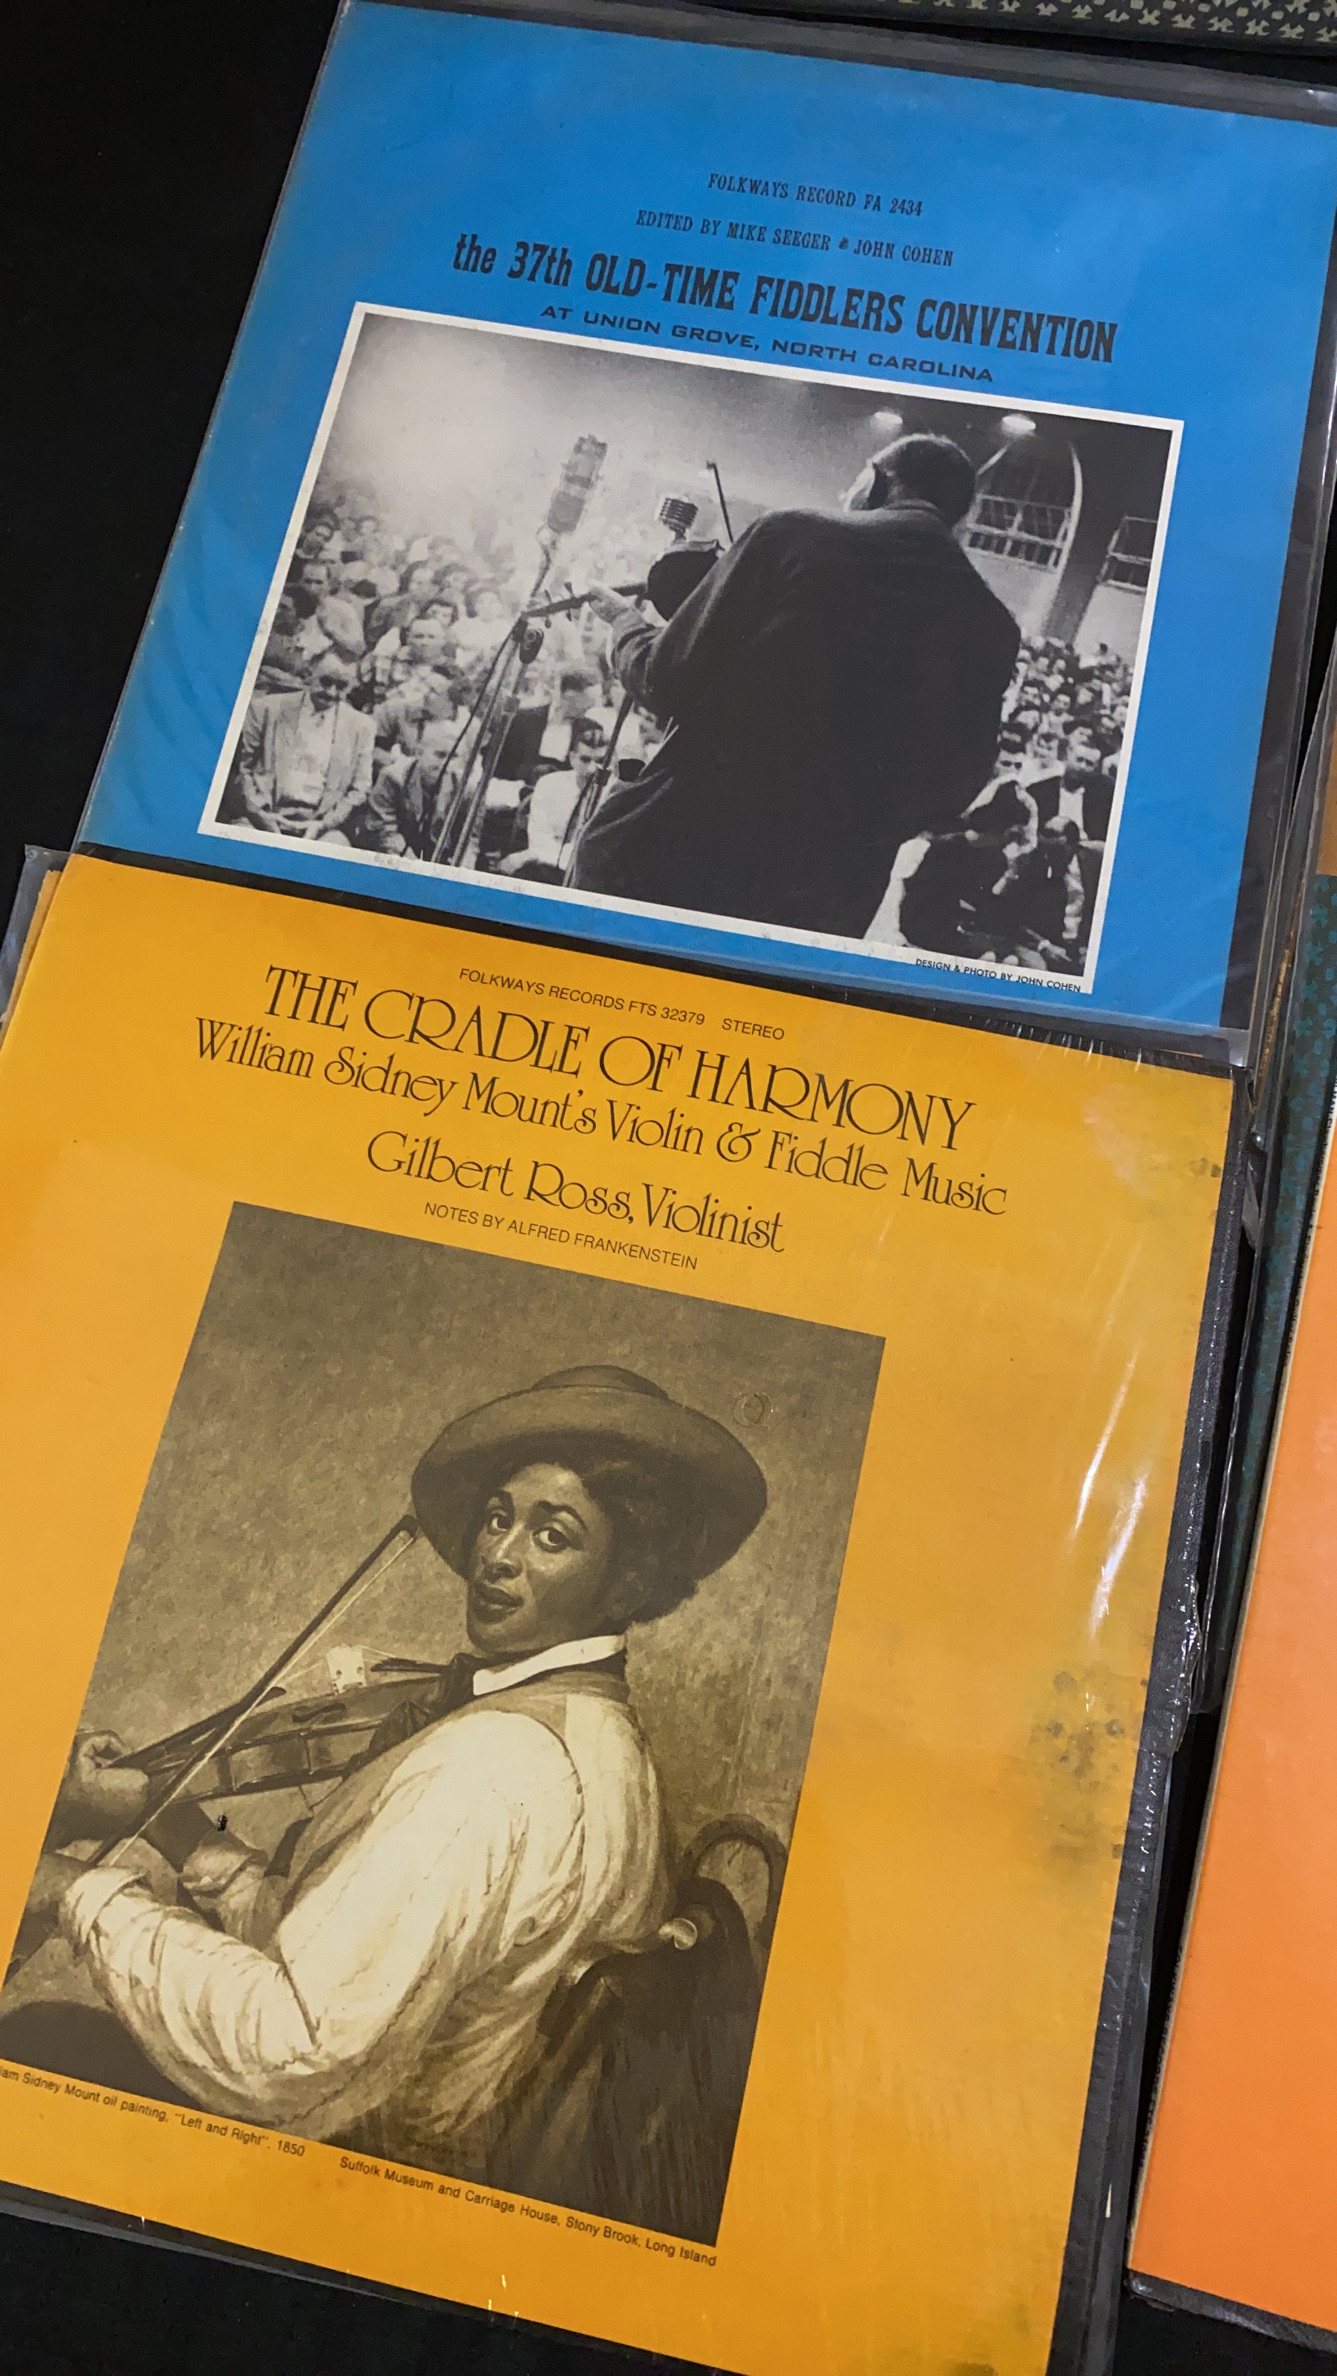 FOLKWAYS RECORD FA 2434
EDITED BY MIKE SEEGER & JOHN COHEN
the 37th OLD-TIME FIDDLERS CONVENTION
AT UNION GROVE, NORTH CAROLINA
DESIGN & PHOTO BY JOHN COHEN
FOLKWAYS RECORDS FTS 32379 STEREO
THE CRADLE OF HARMONY
William Sidney Mount's Violin & Fiddle Music
Gilbert Ross, Violinist
NOTES BY ALFRED FRANKENSTEIN
iam Sidney Mount oil painting, "Left and Right". 1850
Suffolk Museum and Carriage House, Stony Brook, Long Island